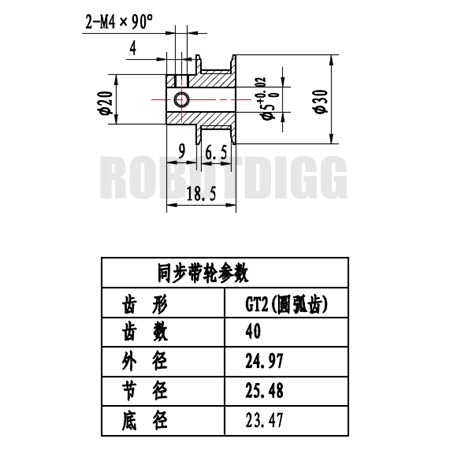 2-M4×90°
4
ϕ20
ϕ5 +0.02 0
ϕ30
9
6.5
18.5
ROBOTDIGG
同步带轮参数
齿 形 GT2(圆弧齿)
齿 数 40
外 径 24.97
节 径 25.48
底 径 23.47